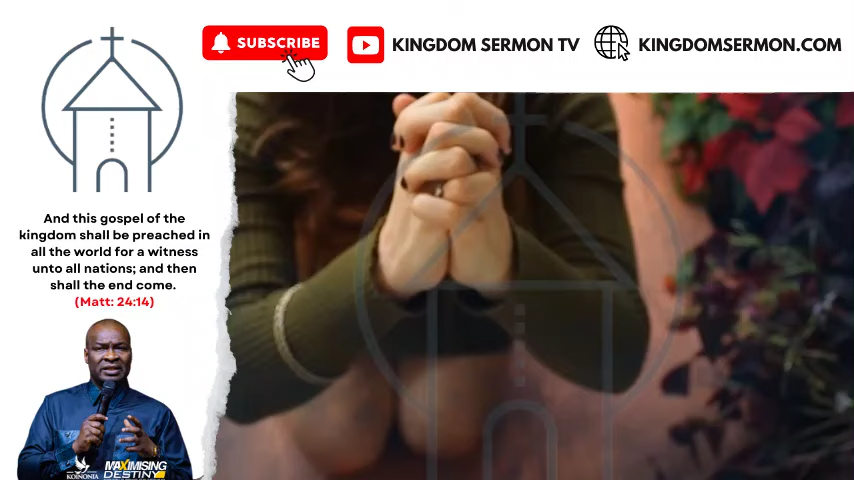 SUBSCRIBE
KINGDOM SERMON TV
KINGDOMSERMON.COM
And this gospel of the
kingdom shall be preached in
all the world for a witness
unto all nations; and then
shall the end come.
(Matt: 24:14)
KOINONIA
MAXIMISING
DESTINY